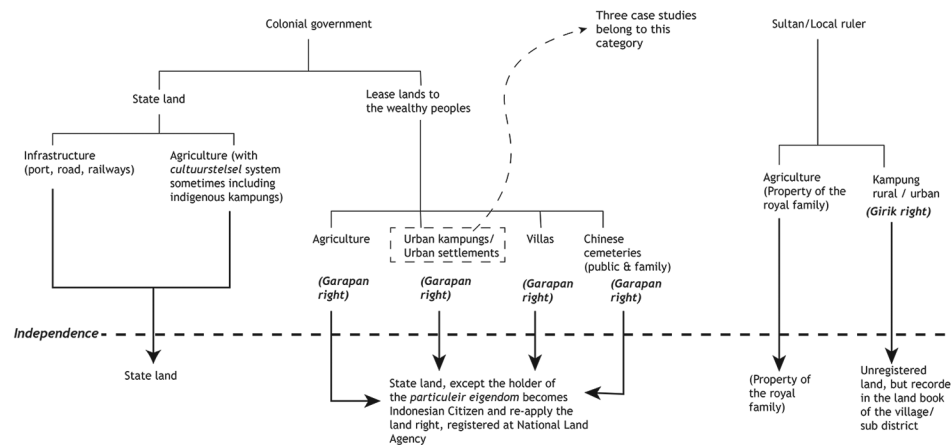 Colonial government
Three case studies
belong to this
category
Sultan/Local ruler
State land
Lease lands to
the wealthy peoples
Infrastructure
(port, road, railways)
Agriculture (with
cultuurstelsel system
sometimes including
indigenous kampungs)
Agriculture
(Property of the
royal family)
Kampung
rural / urban
(Girik right)
Agriculture
Urban kampungs/
Urban settlements
Villas
Chinese
cemeteries
(public & family)
(Garapan
right)
(Garapan
right)
(Garapan
right)
(Garapan
right)
Independence
State land
State land, except the holder of
the particuleir eigendom becomes
Indonesian Citizen and re-apply the
land right, registered at National Land
Agency
(Property of the
royal family)
Unregistered
land, but recorde
in the land book
of the village/
sub district